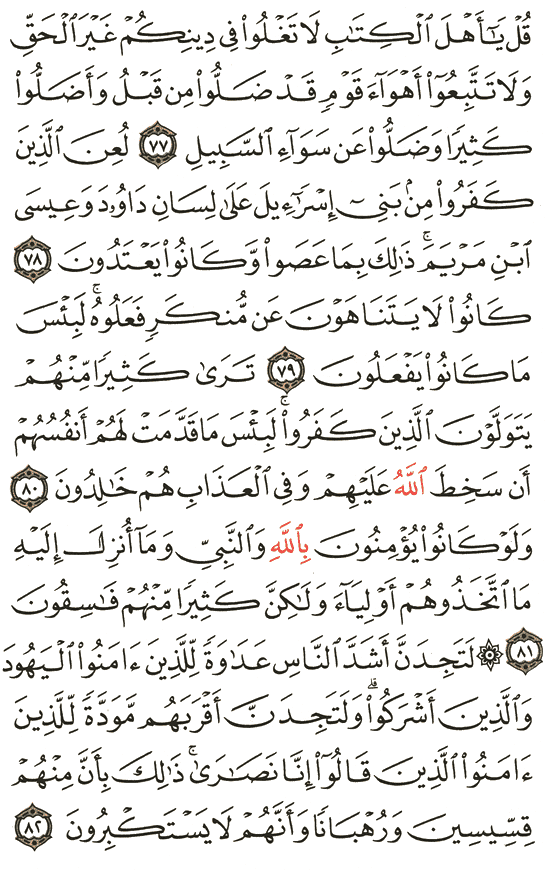 قُلْ يَـٰٓأَهْلَ ٱلْكِتَـٰبِ لَا تَغْلُوا۟ فِى دِينِكُمْ غَيْرَ ٱلْحَقِّ
وَلَا تَتَّبِعُوٓا۟ أَهْوَآءَ قَوْمٍ قَدْ ضَلُّوا۟ مِن قَبْلُ وَأَضَلُّوا۟
كَثِيرًا وَضَلُّوا۟ عَن سَوَآءِ ٱلسَّبِيلِ ٧٧ لُعِنَ ٱلَّذِينَ
كَفَرُوا۟ مِنۢ بَنِىٓ إِسْرَٰٓءِيلَ عَلَىٰ لِسَانِ دَاوُۥدَ وَعِيسَى
ٱبْنِ مَرْيَمَ ۚ ذَٰلِكَ بِمَا عَصَوا۟ وَّكَانُوا۟ يَعْتَدُونَ ٧٨
كَانُوا۟ لَا يَتَنَاهَوْنَ عَن مُّنكَرٍ فَعَلُوهُ ۚ لَبِئْسَ
مَا كَانُوا۟ يَفْعَلُونَ ٧٩ تَرَىٰ كَثِيرًا مِّنْهُمْ
يَتَوَلَّوْنَ ٱلَّذِينَ كَفَرُوا۟ ۚ لَبِئْسَ مَا قَدَّمَتْ لَهُمْ أَنفُسُهُمْ
أَن سَخِطَ ٱللَّهُ عَلَيْهِمْ وَفِى ٱلْعَذَابِ هُمْ خَـٰلِدُونَ ٨٠
وَلَوْ كَانُوا۟ يُؤْمِنُونَ بِٱللَّهِ وَٱلنَّبِىِّ وَمَآ أُنزِلَ إِلَيْهِ
مَا ٱتَّخَذُوهُمْ أَوْلِيَآءَ وَلَـٰكِنَّ كَثِيرًا مِّنْهُمْ فَـٰسِقُونَ
٨١ ۞ لَتَجِدَنَّ أَشَدَّ ٱلنَّاسِ عَدَٰوَةً لِّلَّذِينَ ءَامَنُوا۟ ٱلْيَهُودَ
وَٱلَّذِينَ أَشْرَكُوا۟ ۖ وَلَتَجِدَنَّ أَقْرَبَهُم مَّوَدَّةً لِّلَّذِينَ
ءَامَنُوا۟ ٱلَّذِينَ قَالُوٓا۟ إِنَّا نَصَـٰرَىٰ ۚ ذَٰلِكَ بِأَنَّ مِنْهُمْ
قِسِّيسِينَ وَرُهْبَانًا وَأَنَّهُمْ لَا يَسْتَكْبِرُونَ ٨٢